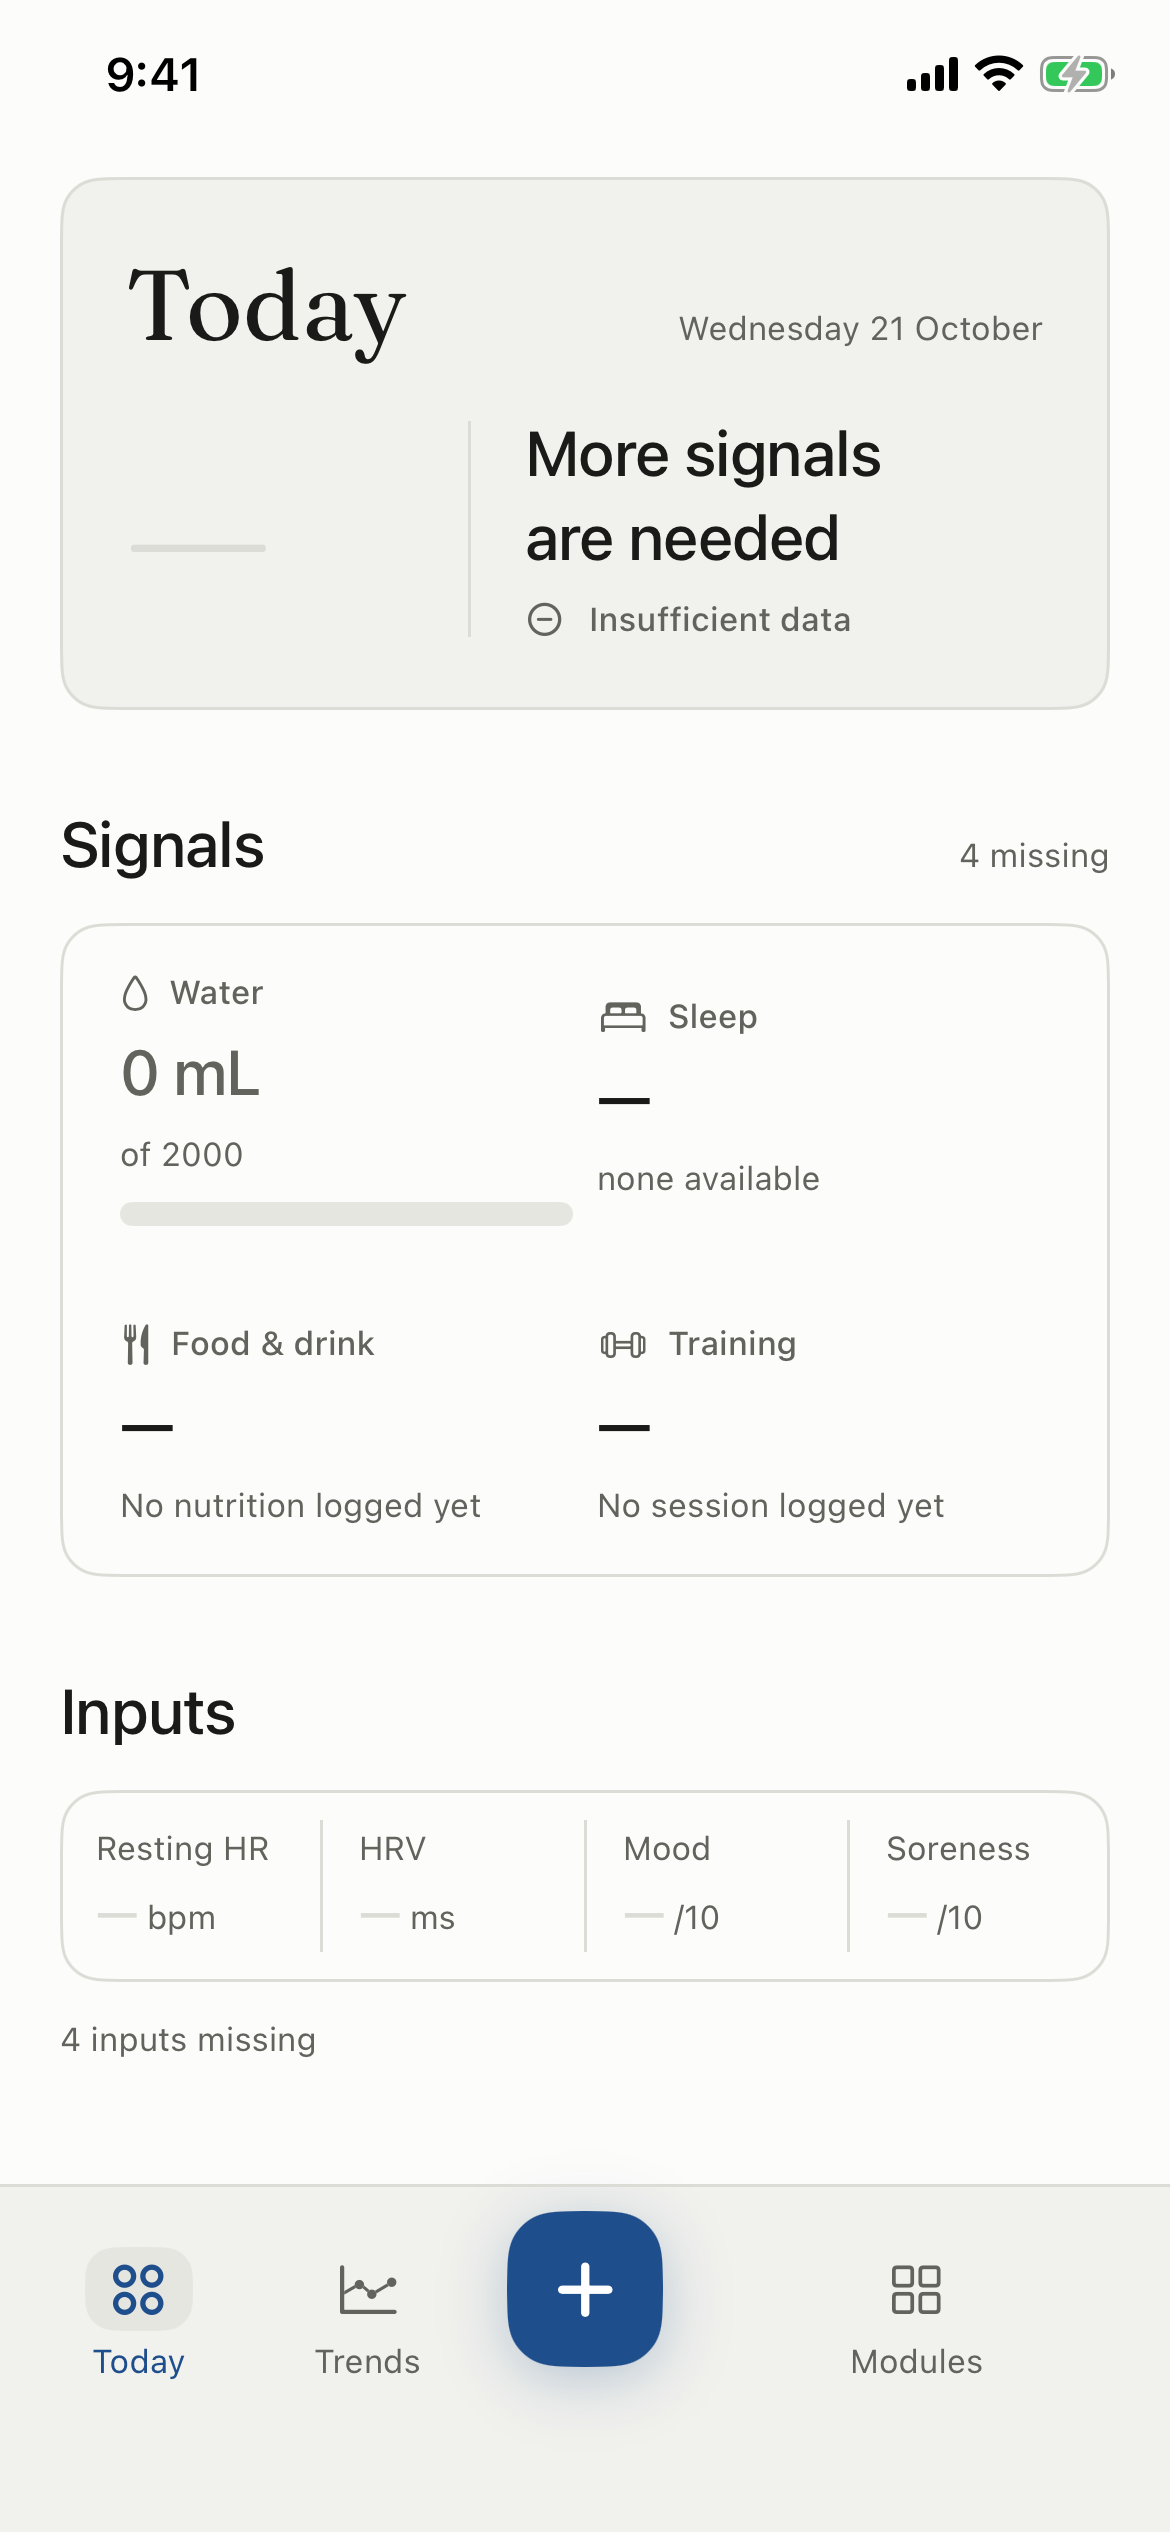 9:41
Today
Wednesday 21 October
More signals
are needed
Insufficient data
Signals
4 missing
Water
0 mL
of 2000
Sleep
—
none available
Food & drink
—
No nutrition logged yet
Training
—
No session logged yet
Inputs
Resting HR
— bpm
HRV
— ms
Mood
— /10
Soreness
— /10
4 inputs missing
Today
Trends
Modules